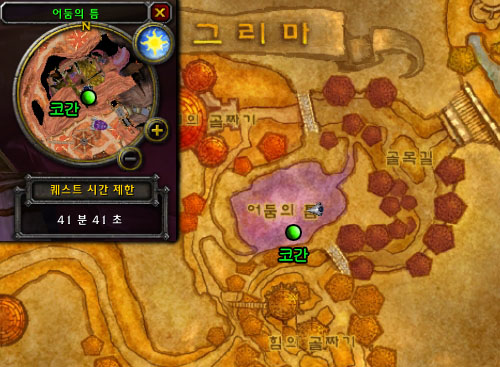 어둠의 틈
N
코간
퀘스트 시간 제한
41 분 41 초
그리마
의 골짜기
골목길
어둠의 틈
코간
힘의 골짜기